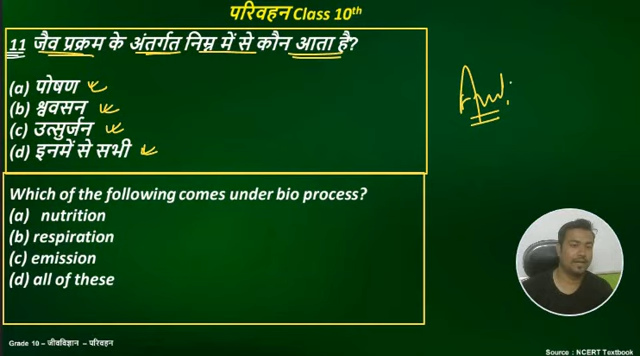 परिवहन Class 10th
11 जैव प्रक्रम के अंतर्गत निम्न में से कौन आता है?
(a) पोषण
(b) श्वसन
(c) उत्सुर्जन
(d) इनमें से सभी
Ans:
Which of the following comes under bio process?
(a) nutrition
(b) respiration
(c) emission
(d) all of these
Grade 10 – जीवविज्ञान – परिवहन
Source : NCERT Textbook